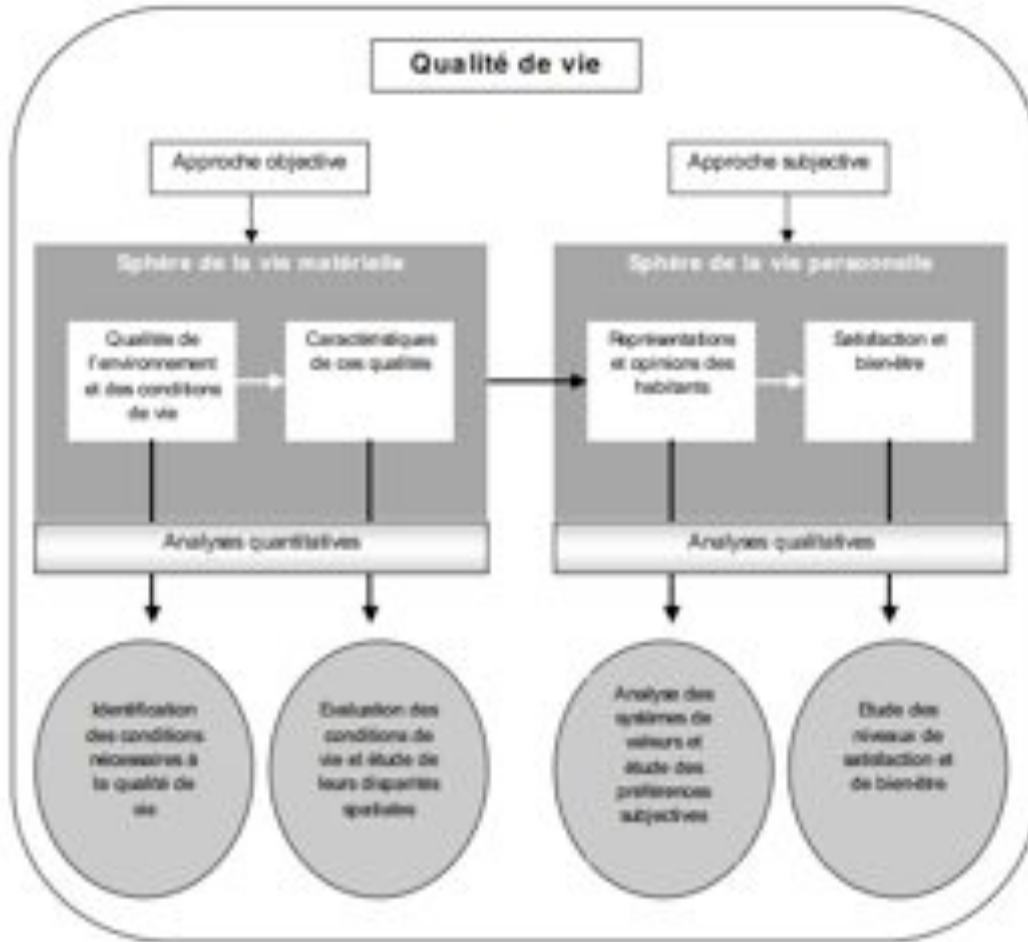 Qualité de vie
Approche objective
Approche subjective
Sphère de la vie matérielle
Sphère de la vie personnelle
Qualités de
l'environnement
et des conditions
de vie
Caractéristiques
de ces qualités
Représentations
et opinions des
habitants
Satisfaction et
bien-être
Analyses quantitatives
Analyses qualitatives
Identification
des conditions
nécessaires à
la qualité de
vie
Evaluation des
conditions de
vie et étude de
leurs disparités
spatiales
Analyse des
systèmes de
valeurs et
étude des
préférences
subjectives
Etude des
niveaux de
satisfaction et
de bien-être